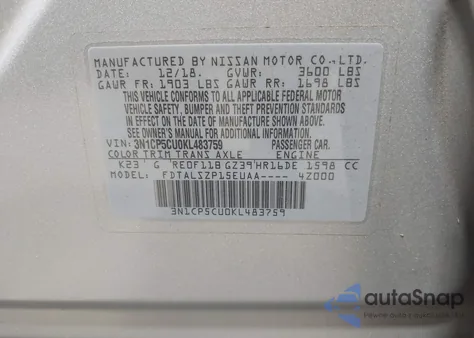 MANUFACTURED BY NISSAN MOTOR CO.,LTD.
DATE: 12/18. GVWR: 3600 LBS
GAWR FR: 1903 LBS GAWR RR: 1698 LBS
THIS VEHICLE CONFORMS TO ALL APPLICABLE FEDERAL MOTOR
VEHICLE SAFETY, BUMPER AND THEFT PREVENTION STANDARDS
IN EFFECT ON THE DATE OF MANUFACTURE SHOWN ABOVE.
SEE OWNER'S MANUAL FOR ADDITIONAL INFORMATION
VIN: 3N1CP5CU0KL483759 PASSENGER CAR.
COLOR TRIM TRANS AXLE ENGINE
K23 G RE0F11B GZ39 HR16DE 1598 CC
MODEL: FDTALSZP15EUAA---- 4Z000
3N1CP5CU0KL483759
autoSnap